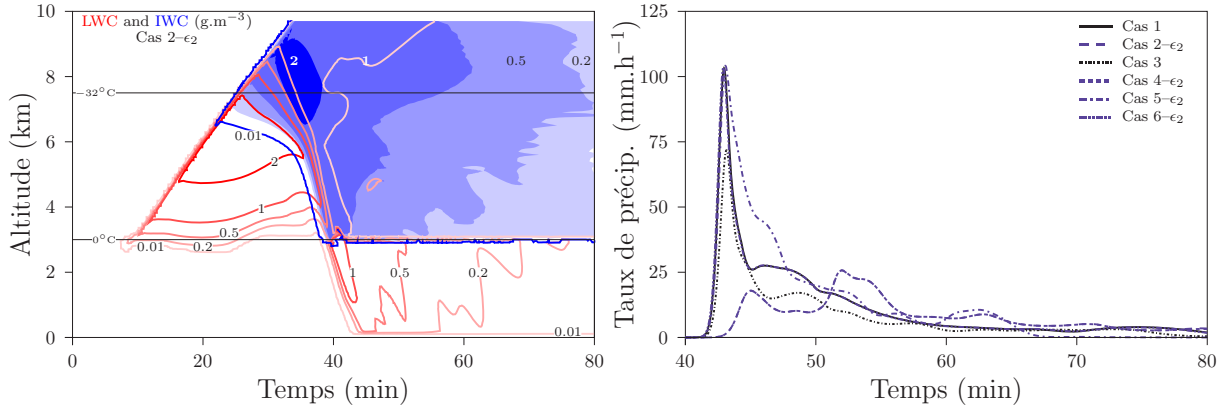 LWC and IWC (g.m⁻³)
Cas 2–ϵ₂
Altitude (km)
10
8
6
4
2
0
−32°C
0°C
2
1
0.5
0.2
0.01
2
1
0.5
0.01
0.2
1
0.5
0.2
0.01
0 20 40 60 80
Temps (min)
Taux de précip. (mm.h⁻¹)
125
100
75
50
25
0
Cas 1
Cas 2–ϵ₂
Cas 3
Cas 4–ϵ₂
Cas 5–ϵ₂
Cas 6–ϵ₂
40 50 60 70 80
Temps (min)